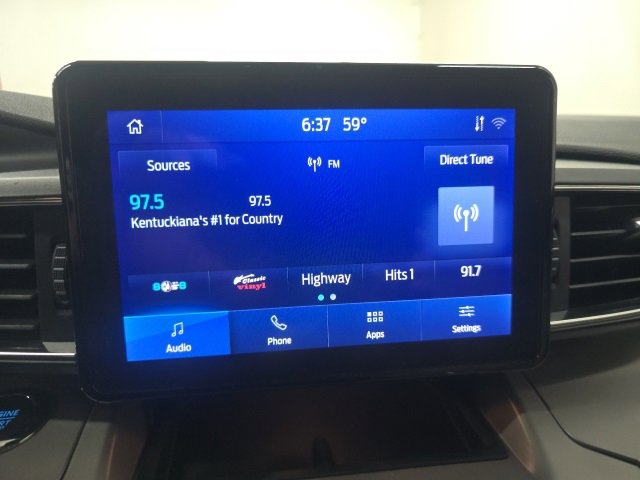 6:37 59°
Sources
FM
Direct Tune
97.5 97.5
Kentuckiana's #1 for Country
Classic
vinyl
Highway
Hits 1
91.7
Audio
Phone
Apps
Settings
ENGINE